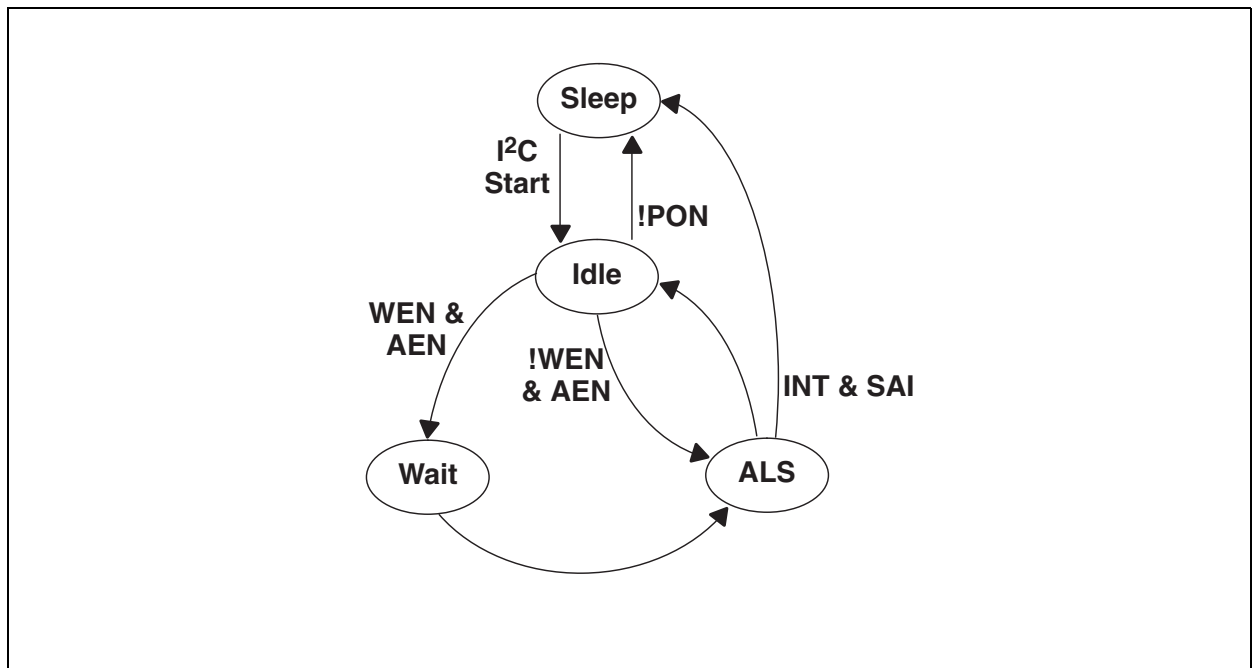 Sleep
I²C
Start
!PON
Idle
WEN &
AEN
!WEN
& AEN
INT & SAI
Wait
ALS